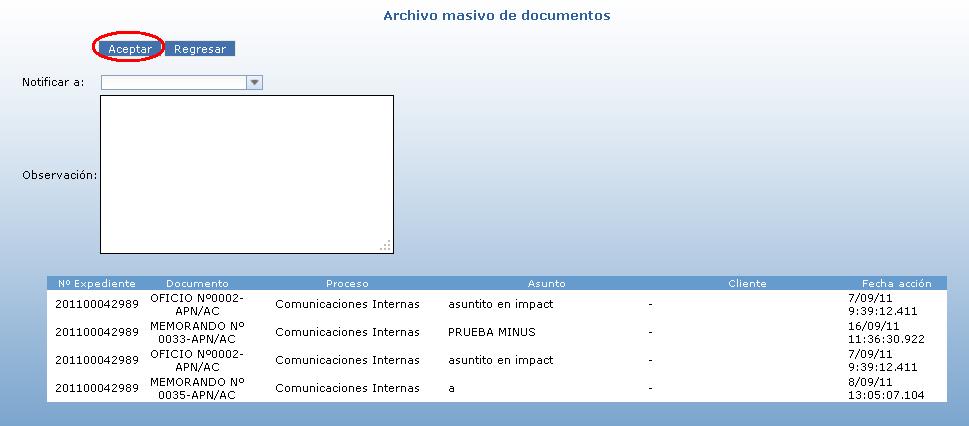 Archivo masivo de documentos
Aceptar Regresar
Notificar a:
Observación:
Nº Expediente Documento Proceso Asunto Cliente Fecha acción
201100042989 OFICIO Nº0002-APN/AC Comunicaciones Internas asuntito en impact - 7/09/11 9:39:12.411
201100042989 MEMORANDO Nº 0033-APN/AC Comunicaciones Internas PRUEBA MINUS - 16/09/11 11:36:30.922
201100042989 OFICIO Nº0002-APN/AC Comunicaciones Internas asuntito en impact - 7/09/11 9:39:12.411
201100042989 MEMORANDO Nº 0035-APN/AC Comunicaciones Internas a - 8/09/11 13:05:07.104